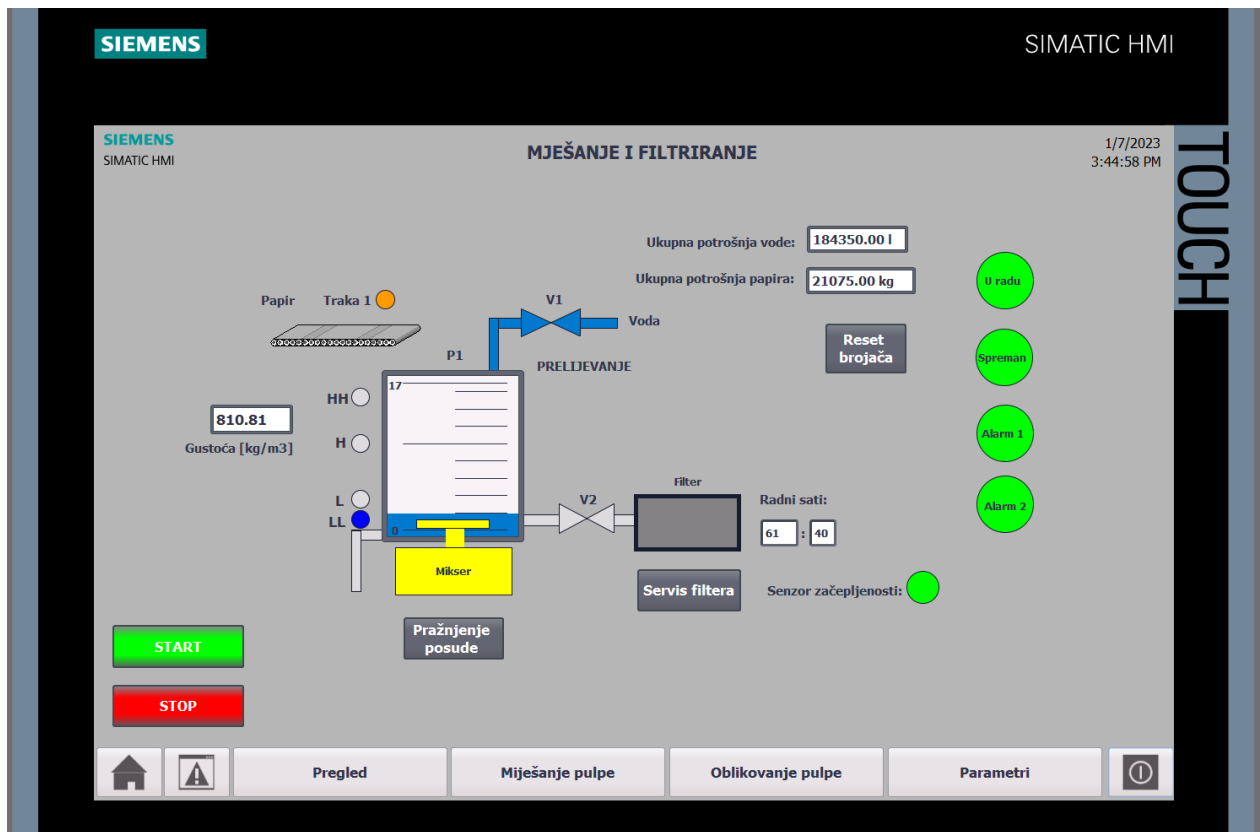 SIEMENS
SIMATIC HMI
TOUCH
SIEMENS
SIMATIC HMI
MJEŠANJE I FILTRIRANJE
1/7/2023
3:44:58 PM
Ukupna potrošnja vode: 184350.00 l
Ukupna potrošnja papira: 21075.00 kg
U radu
Papir Traka 1
V1
Voda
Reset
brojača
Spreman
P1
PRELIJEVANJE
17
HH
810.81
Gustoća [kg/m3]
H
Alarm 1
Filter
L
V2
Radni sati:
Alarm 2
LL
0
61 : 40
Mikser
Servis filtera
Senzor začepljenosti:
Pražnjenje
posude
START
STOP
Pregled
Miješanje pulpe
Oblikovanje pulpe
Parametri